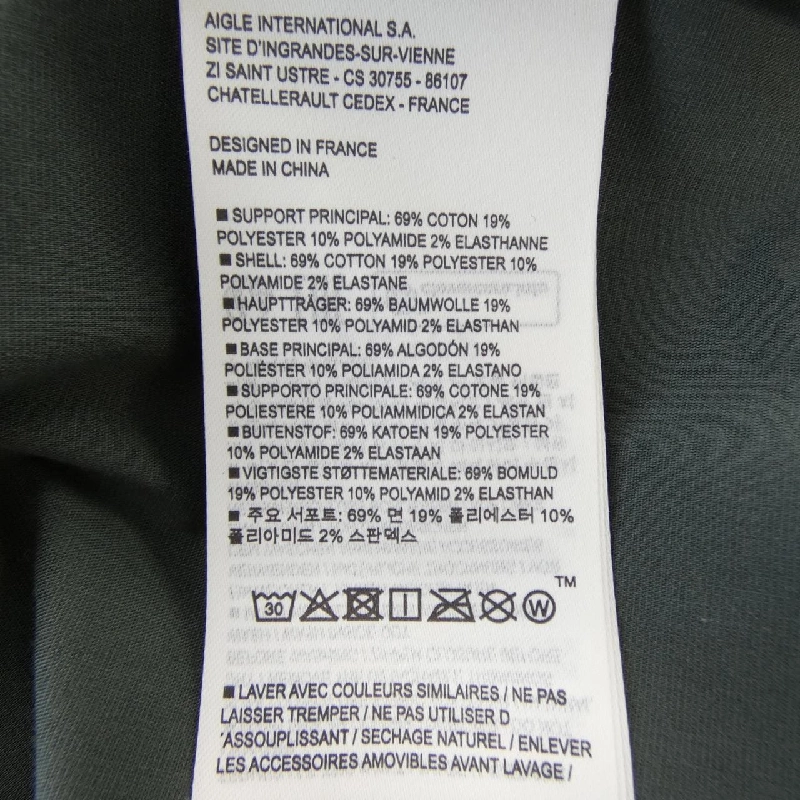 AIGLE INTERNATIONAL S.A.
SITE D'INGRANDES-SUR-VIENNE
ZI SAINT USTRE - CS 30755 - 86107
CHATELLERAULT CEDEX - FRANCE
DESIGNED IN FRANCE
MADE IN CHINA
■ SUPPORT PRINCIPAL: 69% COTON 19%
POLYESTER 10% POLYAMIDE 2% ELASTHANNE
■ SHELL: 69% COTTON 19% POLYESTER 10%
POLYAMIDE 2% ELASTANE
■ HAUPTTRÄGER: 69% BAUMWOLLE 19%
POLYESTER 10% POLYAMID 2% ELASTHAN
■ BASE PRINCIPAL: 69% ALGODÓN 19%
POLIÉSTER 10% POLIAMIDA 2% ELASTANO
■ SUPPORTO PRINCIPALE: 69% COTONE 19%
POLIESTERE 10% POLIAMMIDICA 2% ELASTAN
■ BUITENSTOF: 69% KATOEN 19% POLYESTER
10% POLYAMIDE 2% ELASTAAN
■ VIGTIGSTE STØTTEMATERIALE: 69% BOMULD
19% POLYESTER 10% POLYAMID 2% ELASTHAN
■ 주요 서포트: 69% 면 19% 폴리에스터 10%
폴리아미드 2% 스판덱스
30 W ™
■ LAVER AVEC COULEURS SIMILAIRES / NE PAS
LAISSER TREMPER / NE PAS UTILISER D
'ASSOUPLISSANT / SECHAGE NATUREL / ENLEVER
LES ACCESSOIRES AMOVIBLES AVANT LAVAGE /